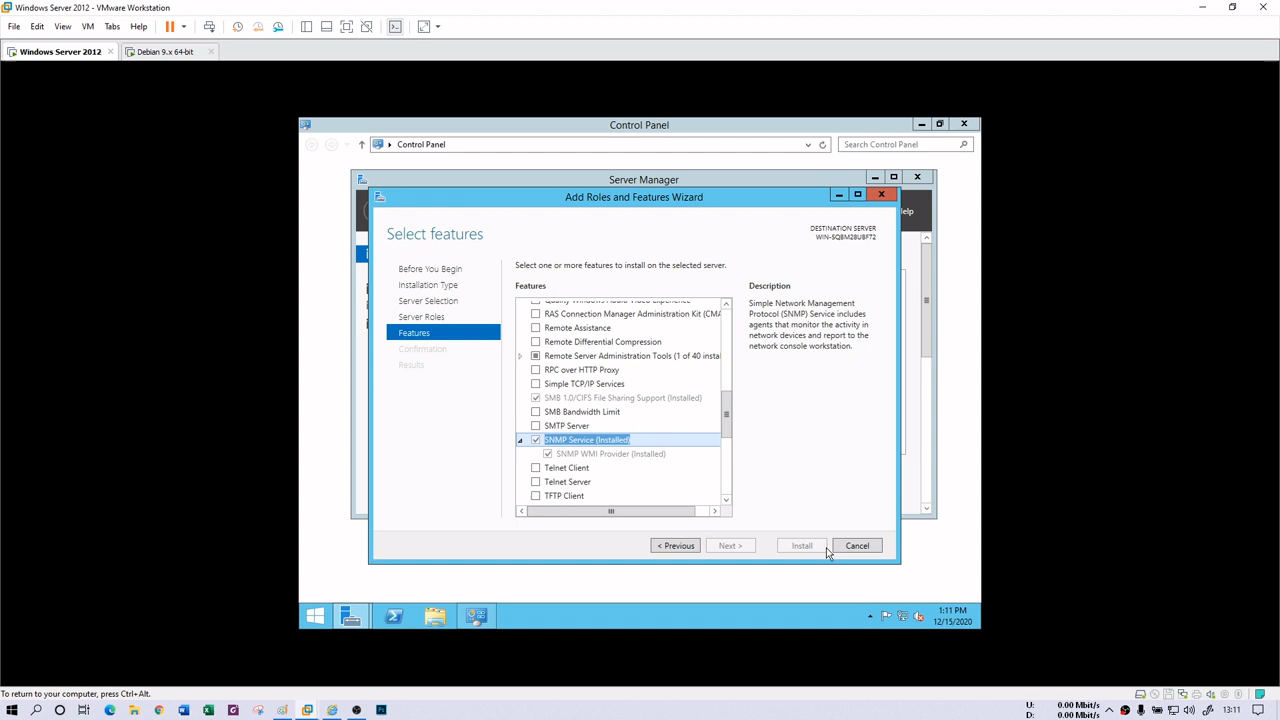 Windows Server 2012 - VMware Workstation
File Edit View VM Tabs Help
Windows Server 2012
Debian 9.x 64-bit
Control Panel
Control Panel
Search Control Panel
Server Manager
Add Roles and Features Wizard
Select features
DESTINATION SERVER
WIN-SQBM28UBF72
Before You Begin
Installation Type
Server Selection
Server Roles
Features
Confirmation
Results
Select one or more features to install on the selected server.
Features
Quality Windows Audio Video Experience
RAS Connection Manager Administration Kit (CMA
Remote Assistance
Remote Differential Compression
Remote Server Administration Tools (1 of 40 instal
RPC over HTTP Proxy
Simple TCP/IP Services
SMB 1.0/CIFS File Sharing Support (Installed)
SMB Bandwidth Limit
SMTP Server
SNMP Service (Installed)
SNMP WMI Provider (Installed)
Telnet Client
Telnet Server
TFTP Client
Description
Simple Network Management
Protocol (SNMP) Service includes
agents that monitor the activity in
network devices and report to the
network console workstation.
< Previous
Next >
Install
Cancel
elp
1:11 PM
12/15/2020
To return to your computer, press Ctrl+Alt.
U: 0.00 Mbit/s
D: 0.00 Mbit/s
13:11